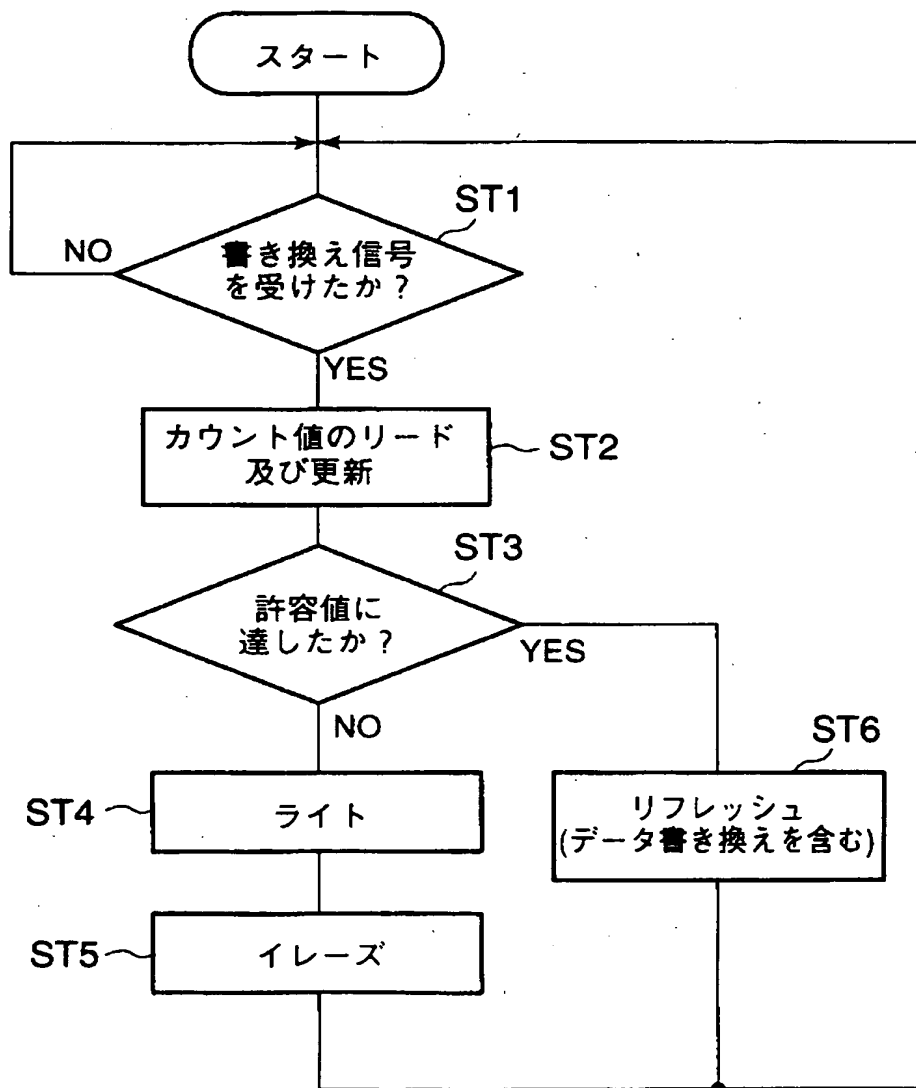 スタート
ST1
NO
書き換え信号
を受けたか?
YES
カウント値のリード
及び更新
ST2
ST3
許容値に
達したか?
YES
NO
ST6
ST4
ライト
リフレッシュ
(データ書き換えを含む)
ST5
イレーズ